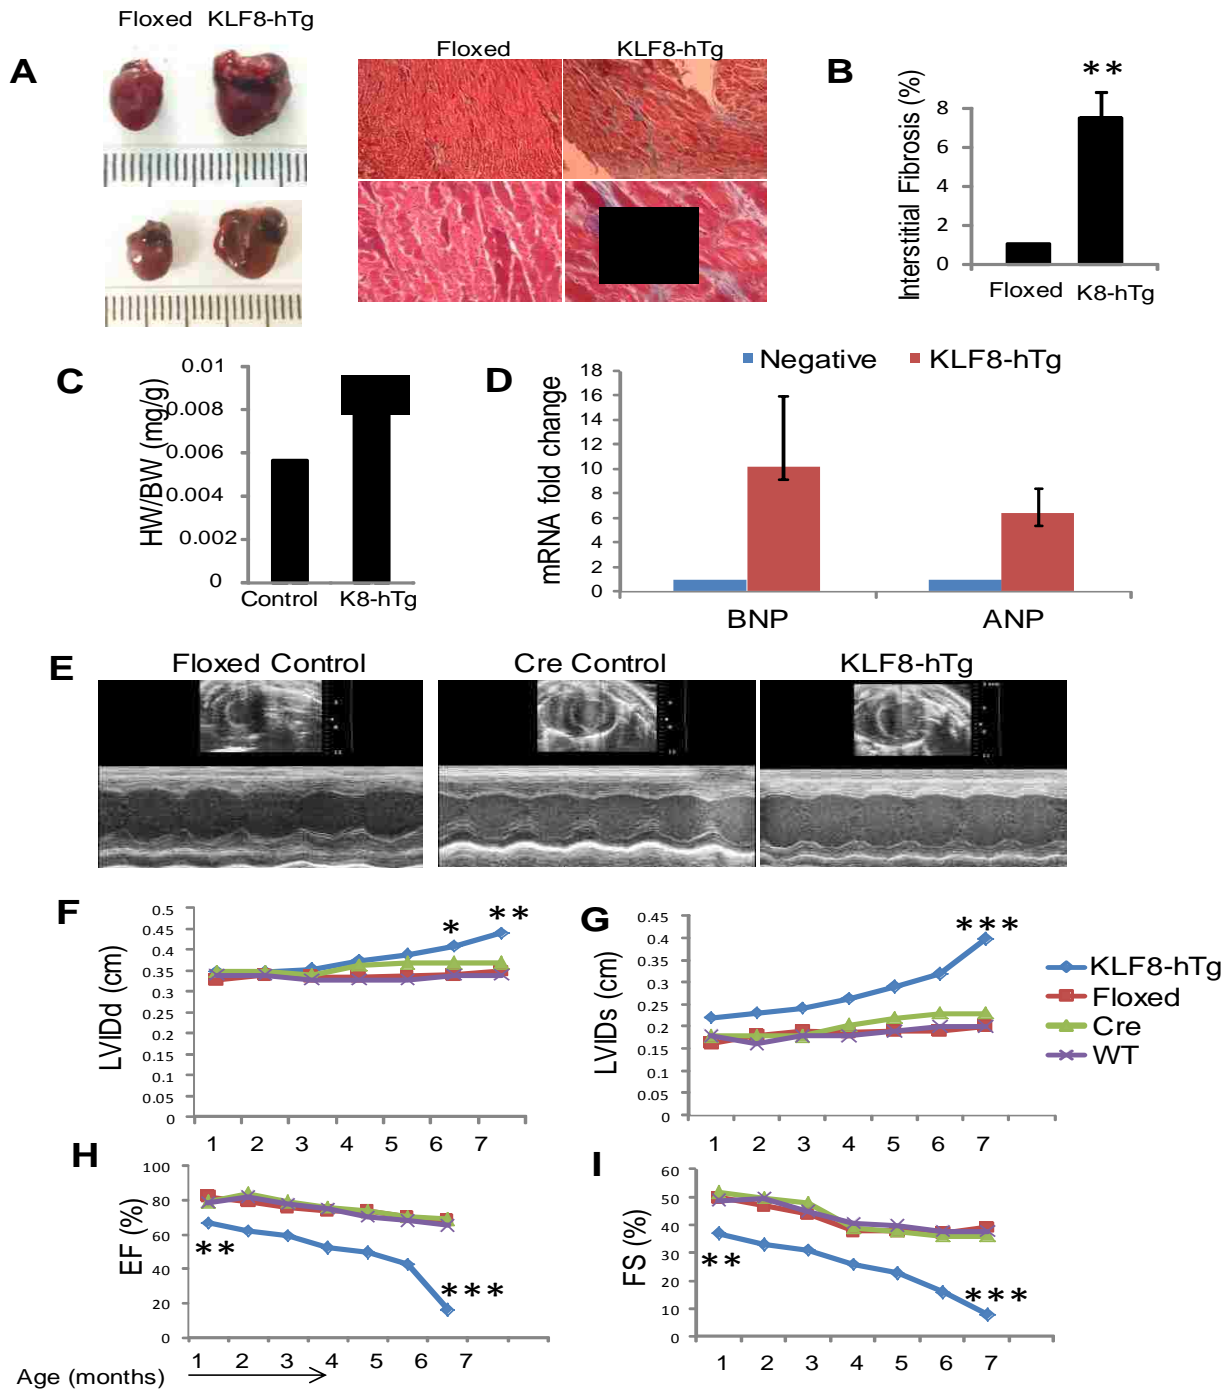 Floxed KLF8-hTg
A
Floxed KLF8-hTg
B
**
Interstitial Fibrosis (%)
8
6
4
2
0
Floxed K8-hTg
C
HW/BW (mg/g)
0.01
0.008
0.006
0.004
0.002
0
Control K8-hTg
D
Negative KLF8-hTg
mRNA fold change
18
16
14
12
10
8
6
4
2
0
BNP ANP
E
Floxed Control Cre Control KLF8-hTg
F
LVIDd (cm)
0.5
0.45
0.4
0.35
0.3
0.25
0.2
0.15
0.1
0.05
0
* **
1 2 3 4 5 6 7
G
LVIDs (cm)
0.45
0.4
0.35
0.3
0.25
0.2
0.15
0.1
0.05
0
***
1 2 3 4 5 6 7
KLF8-hTg
Floxed
Cre
WT
H
EF (%)
100
80
60
40
20
0
** ***
1 2 3 4 5 6 7
Age (months)
I
FS (%)
60
50
40
30
20
10
0
** ***
1 2 3 4 5 6 7